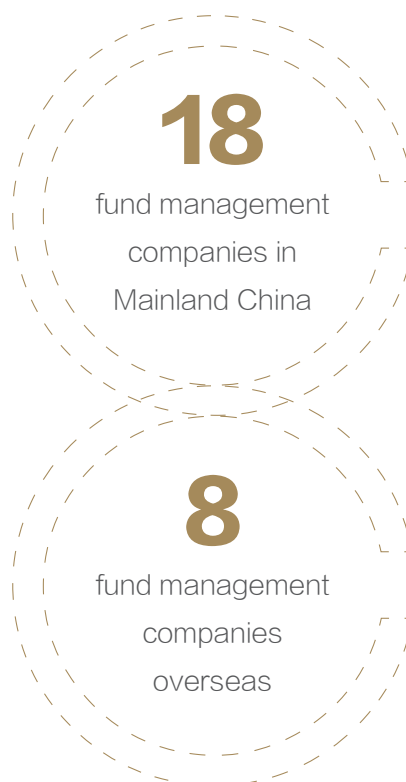 18
fund management
companies in
Mainland China
8
fund management
companies
overseas